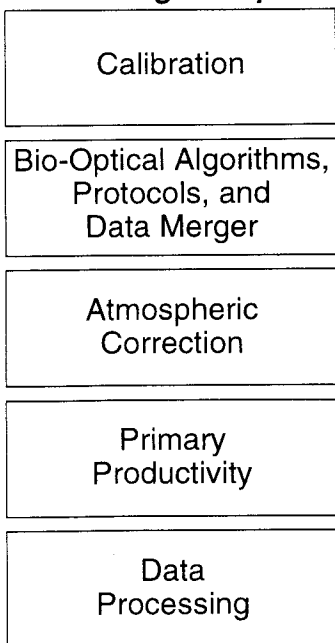 Calibration
Bio-Optical Algorithms,
Protocols, and
Data Merger
Atmospheric
Correction
Primary
Productivity
Data
Processing